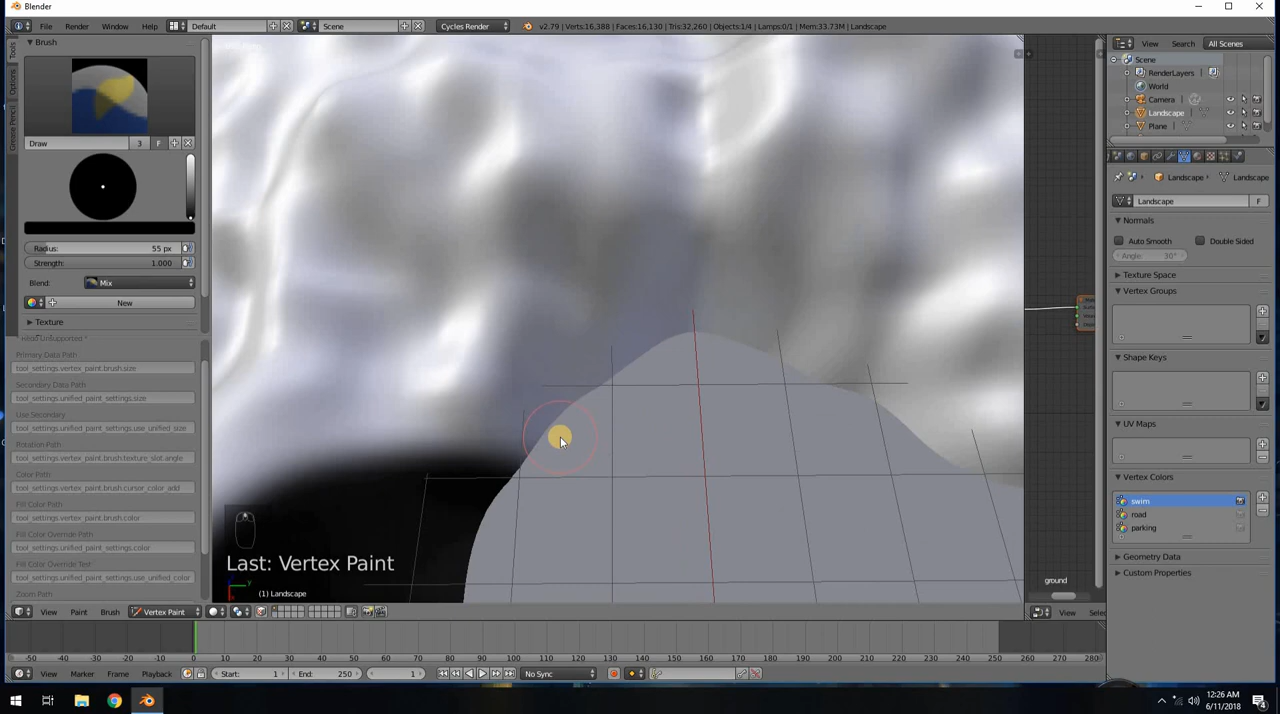 Blender
File
Render
Window
Help
Default
Scene
Cycles Render
v2.79 | Verts:16,388 | Faces:16,130 | Tris:32,260 | Objects:1/4 | Lamps:0/1 | Mem:33.73M | Landscape
Tools
Options
Grease Pencil
Brush
Draw
3
F
Radius: 55 px
Strength: 1.000
Blend:
Mix
New
Texture
Primary Data Path
tool_settings.vertex_paint.brush.size
Secondary Data Path
tool_settings.unified_paint_settings.size
Use Secondary
tool_settings.unified_paint_settings.use_unified_size
Rotation Path
tool_settings.vertex_paint.brush.texture_slot.angle
Color Path
tool_settings.vertex_paint.brush.cursor_color_add
Fill Color Path
tool_settings.vertex_paint.brush.color
Fill Color Override Path
tool_settings.unified_paint_settings.color
Fill Color Override Test
tool_settings.unified_paint_settings.use_unified_color
Zoom Path
Last: Vertex Paint
(1) Landscape
View
Paint
Brush
Vertex Paint
ground
View
Selec
View
Search
All Scenes
Scene
RenderLayers
World
Camera
Landscape
Plane
Landscape
Landscape
Landscape
F
Normals
Auto Smooth
Double Sided
Angle: 30°
Texture Space
Vertex Groups
Shape Keys
UV Maps
Vertex Colors
swim
road
parking
Geometry Data
Custom Properties
-50 -40 -30 -20 -10 0 10 20 30 40 50 60 70 80 90 100 110 120 130 140 150 160 170 180 190 200 210 220 230 240 250 260 270 280
View
Marker
Frame
Playback
Start: 1
End: 250
1
No Sync
12:26 AM
6/11/2018
4